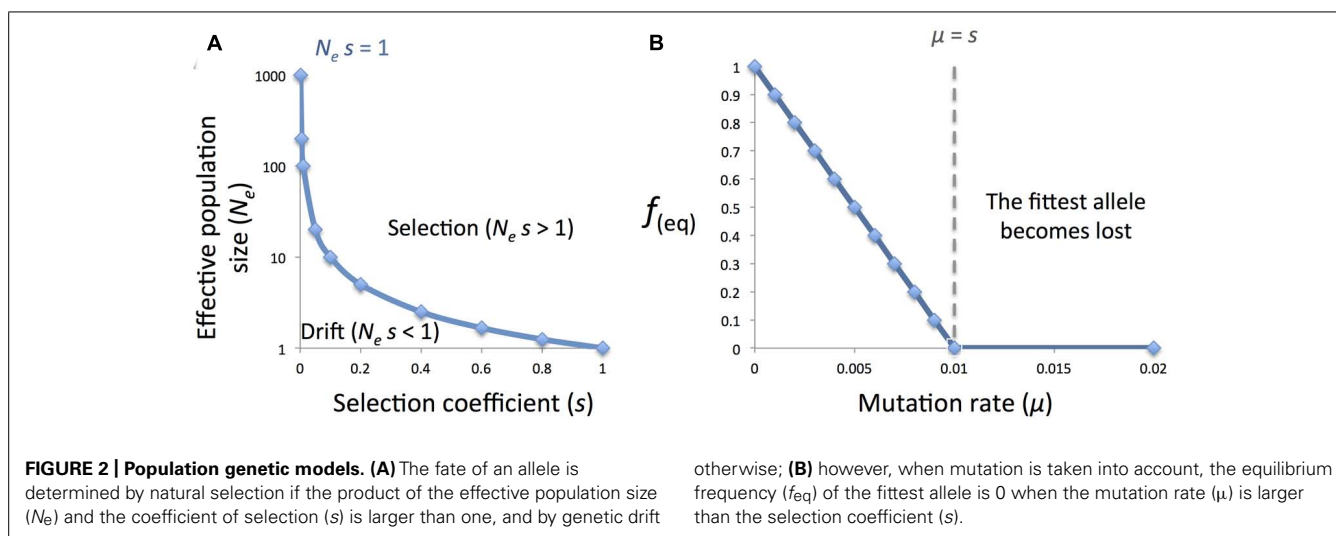 A
Nₑ s = 1
Effective population
size (Nₑ)
1000
100
10
1
Selection (Nₑ s > 1)
Drift (Nₑ s < 1)
0 0.2 0.4 0.6 0.8 1
Selection coefficient (s)
B
μ = s
f(eq)
1
0.9
0.8
0.7
0.6
0.5
0.4
0.3
0.2
0.1
0
The fittest allele
becomes lost
0 0.005 0.01 0.015 0.02
Mutation rate (μ)
FIGURE 2 | Population genetic models. (A) The fate of an allele is
determined by natural selection if the product of the effective population size
(Nₑ) and the coefficient of selection (s) is larger than one, and by genetic drift
otherwise; (B) however, when mutation is taken into account, the equilibrium
frequency (fₑq) of the fittest allele is 0 when the mutation rate (μ) is larger
than the selection coefficient (s).